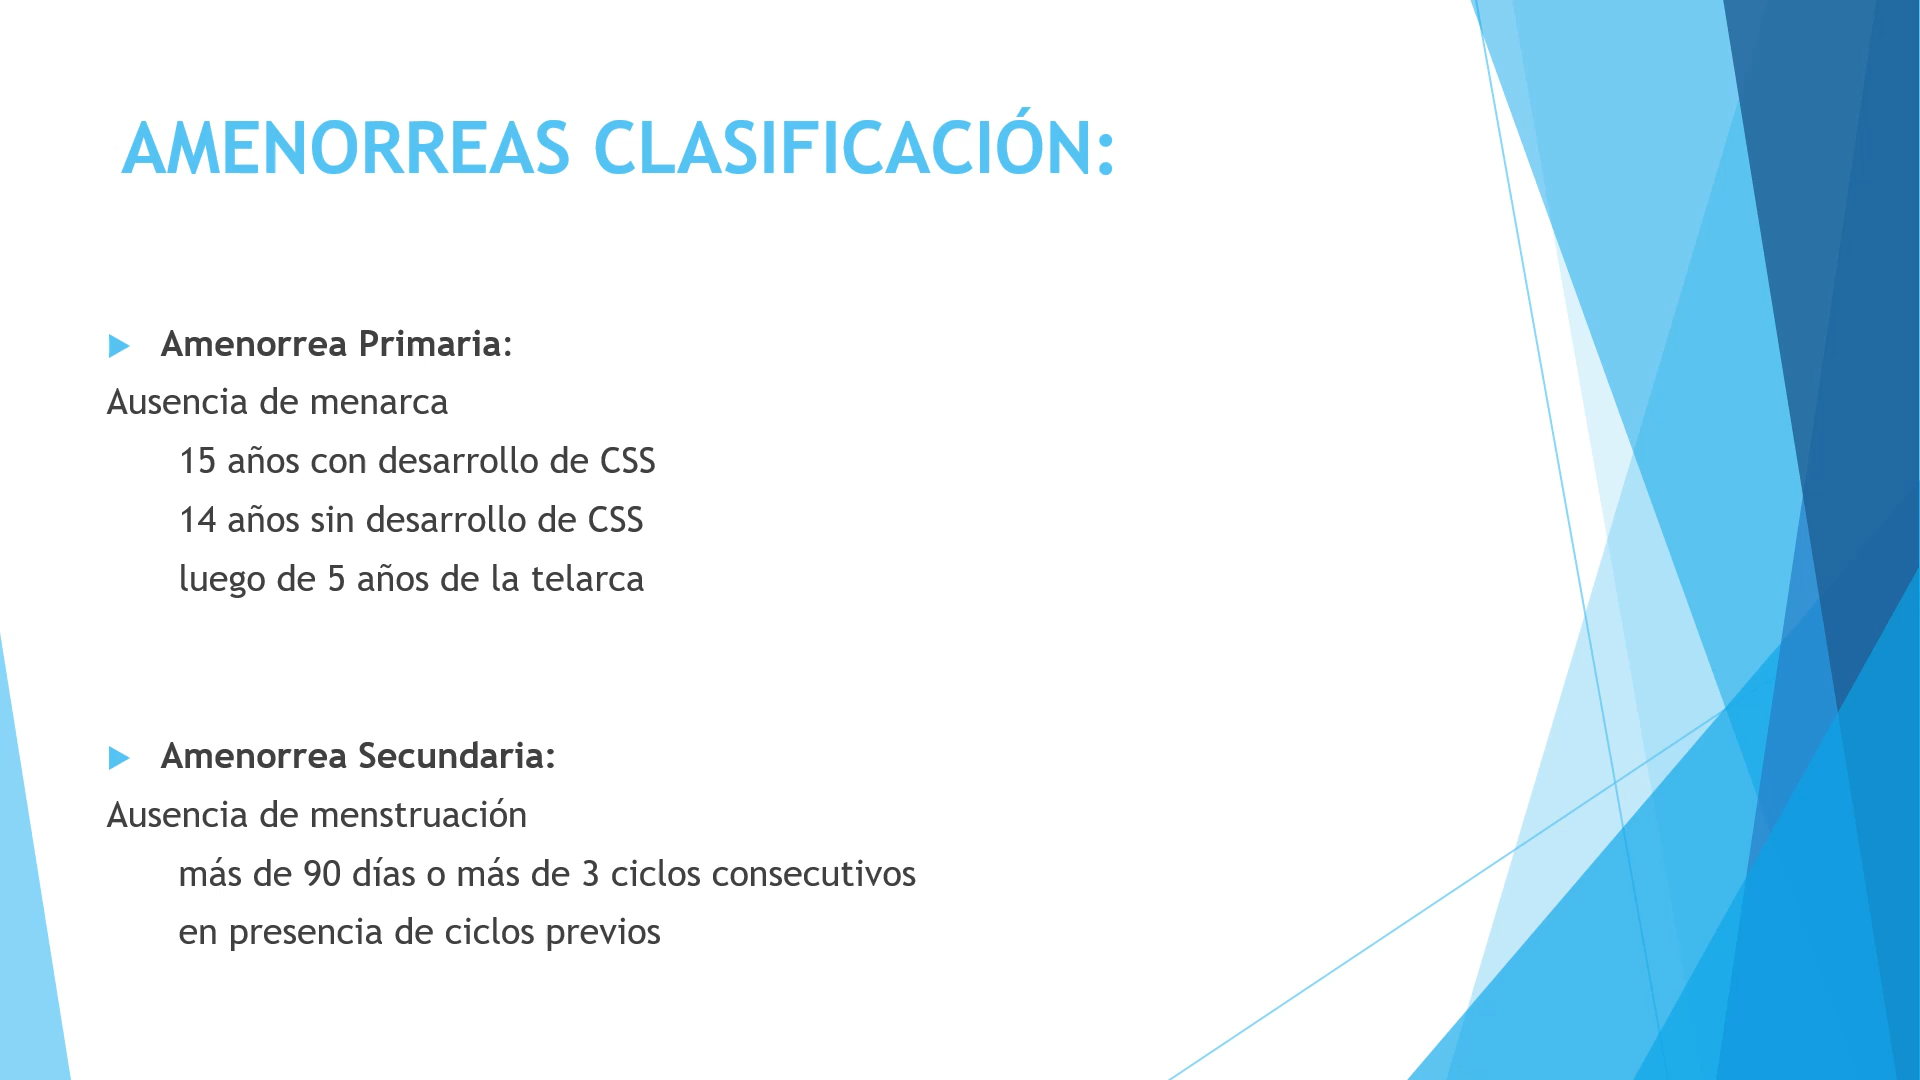 AMENORREAS CLASIFICACIÓN:
Amenorrea Primaria:
Ausencia de menarca
15 años con desarrollo de CSS
14 años sin desarrollo de CSS
luego de 5 años de la telarca
Amenorrea Secundaria:
Ausencia de menstruación
más de 90 días o más de 3 ciclos consecutivos
en presencia de ciclos previos